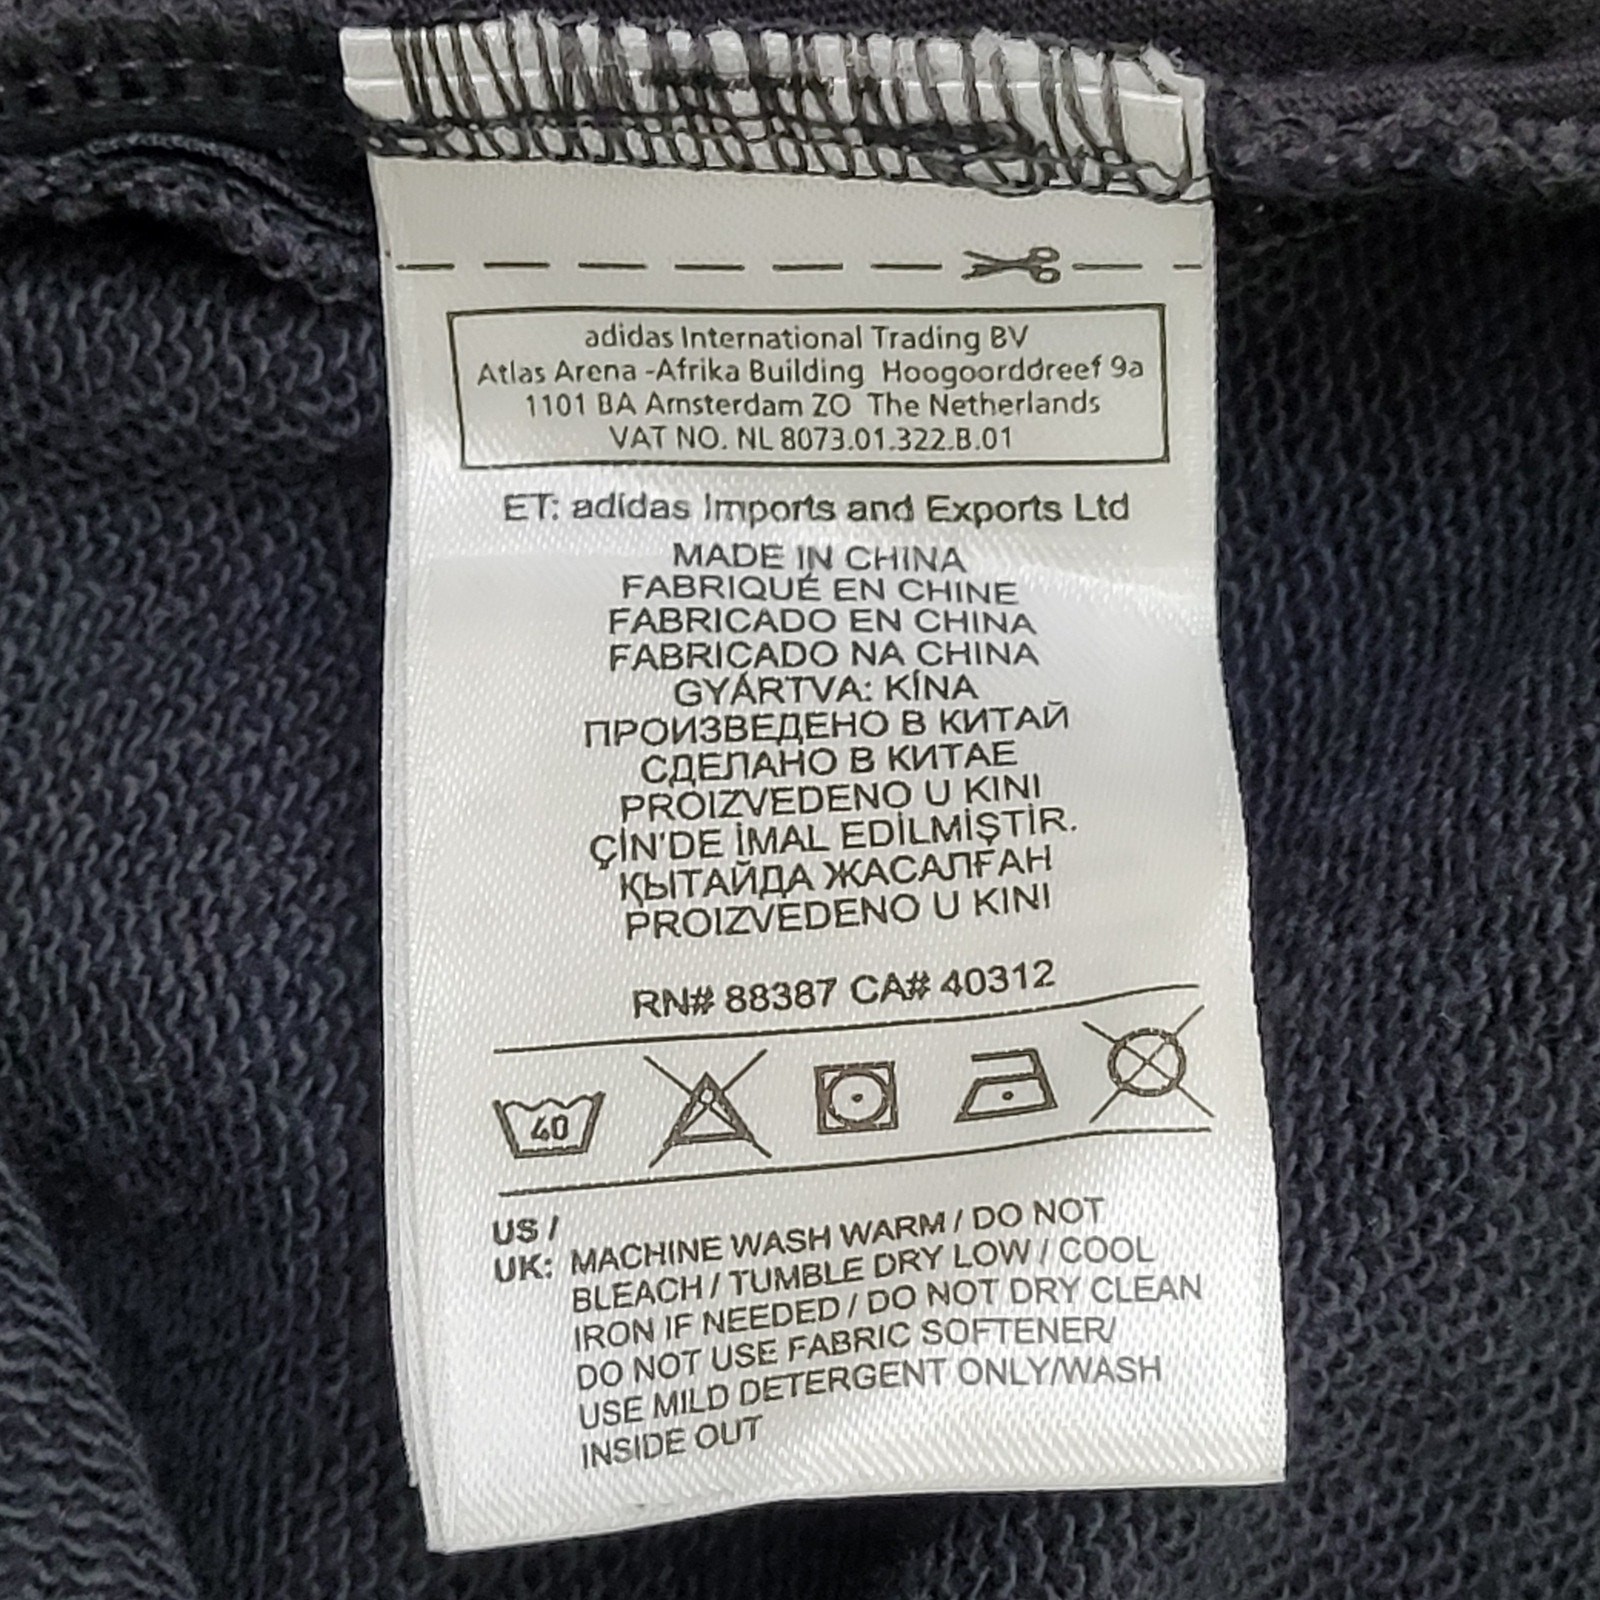 adidas International Trading BV
Atlas Arena -Afrika Building Hoogoorddreef 9a
1101 BA Amsterdam ZO The Netherlands
VAT NO. NL 8073.01.322.B.01
ET: adidas Imports and Exports Ltd
MADE IN CHINA
FABRIQUÉ EN CHINE
FABRICADO EN CHINA
FABRICADO NA CHINA
GYÁRTVA: KÍNA
ПРОИЗВЕДЕНО В КИТАЙ
СДЕЛАНО В КИТАЕ
PROIZVEDENO U KINI
ÇİN'DE İMAL EDİLMİŞTİR.
ҚЫТАЙДА ЖАСАЛҒАН
PROIZVEDENO U KINI
RN# 88387 CA# 40312
40
US /
UK: MACHINE WASH WARM / DO NOT
BLEACH / TUMBLE DRY LOW / COOL
IRON IF NEEDED / DO NOT DRY CLEAN
DO NOT USE FABRIC SOFTENER/
USE MILD DETERGENT ONLY/WASH
INSIDE OUT